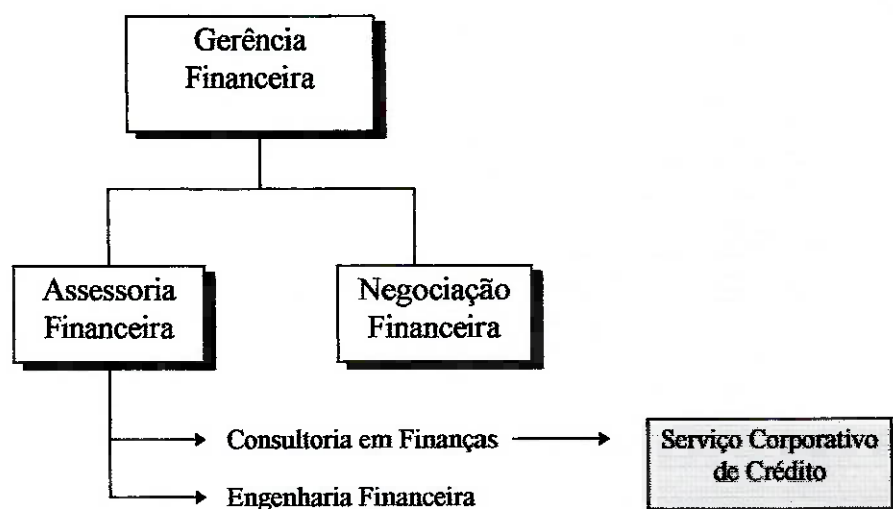 Gerência
Financeira
Assessoria
Financeira
Negociação
Financeira
Consultoria em Finanças
Serviço Corporativo
de Crédito
Engenharia Financeira